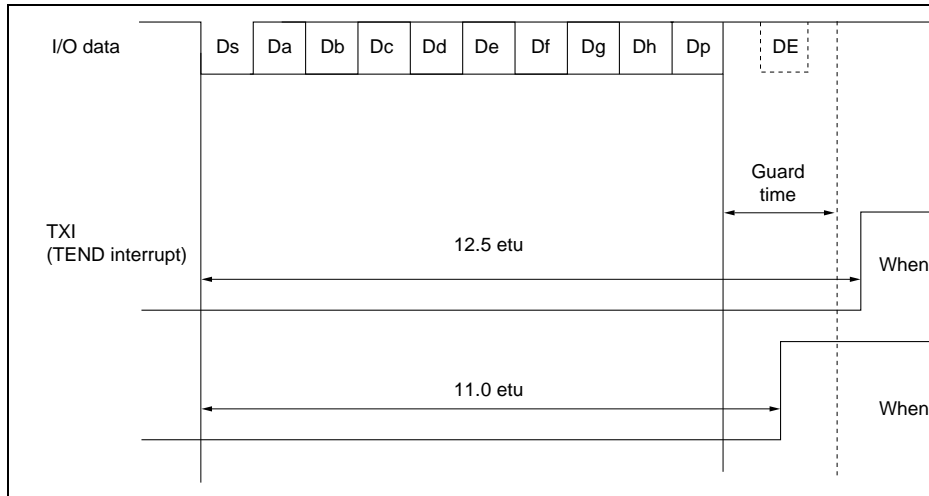 I/O data
Ds Da Db Dc Dd De Df Dg Dh Dp DE
Guard
time
TXI
(TEND interrupt)
12.5 etu
When
11.0 etu
When